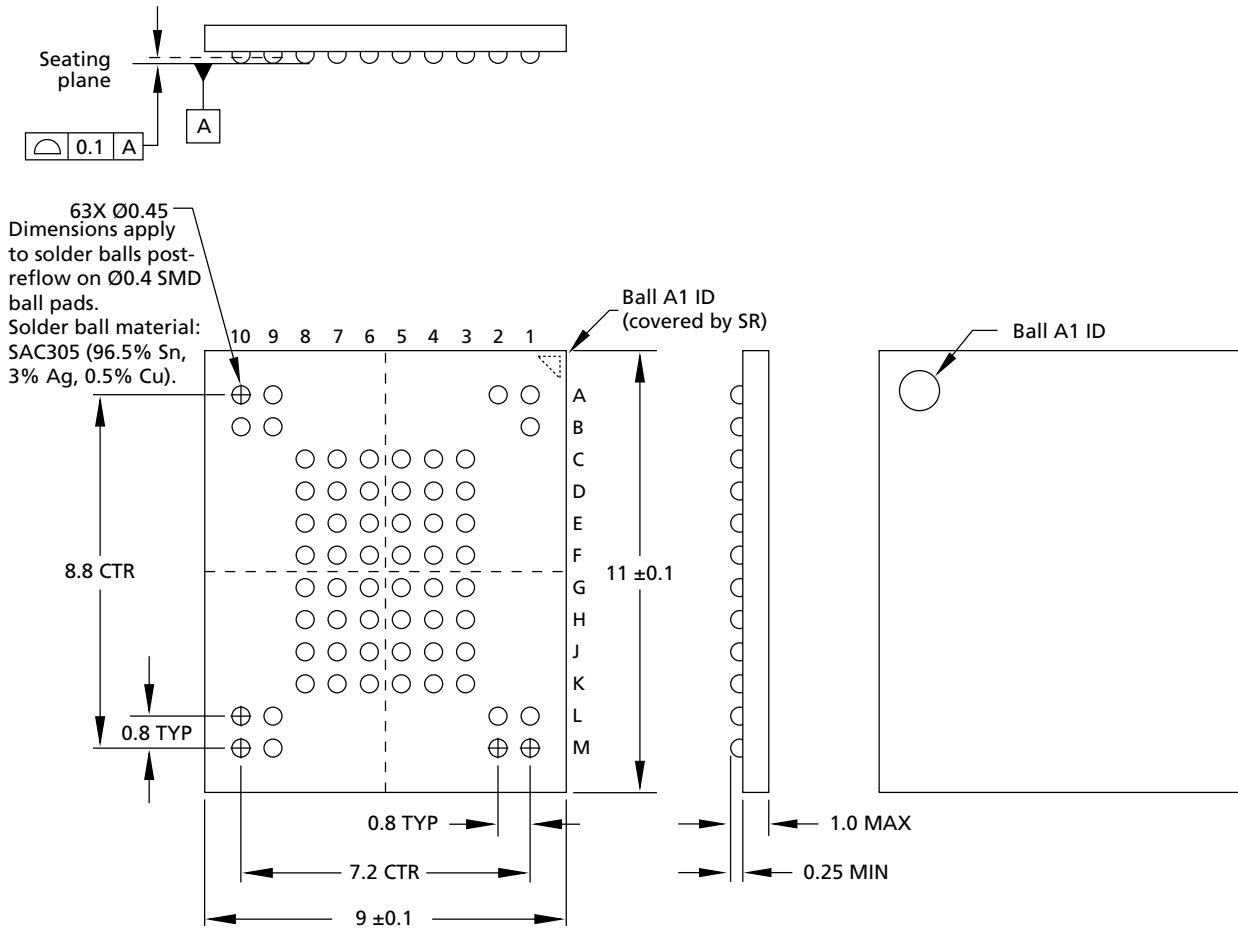 Seating
plane
A
0.1 A
63X Ø0.45
Dimensions apply
to solder balls post-
reflow on Ø0.4 SMD
ball pads.
Solder ball material:
SAC305 (96.5% Sn,
3% Ag, 0.5% Cu).
Ball A1 ID
(covered by SR)
Ball A1 ID
10 9 8 7 6 5 4 3 2 1
A
B
C
D
E
F
G
H
J
K
L
M
8.8 CTR
11 ±0.1
0.8 TYP
0.8 TYP
1.0 MAX
7.2 CTR
0.25 MIN
9 ±0.1